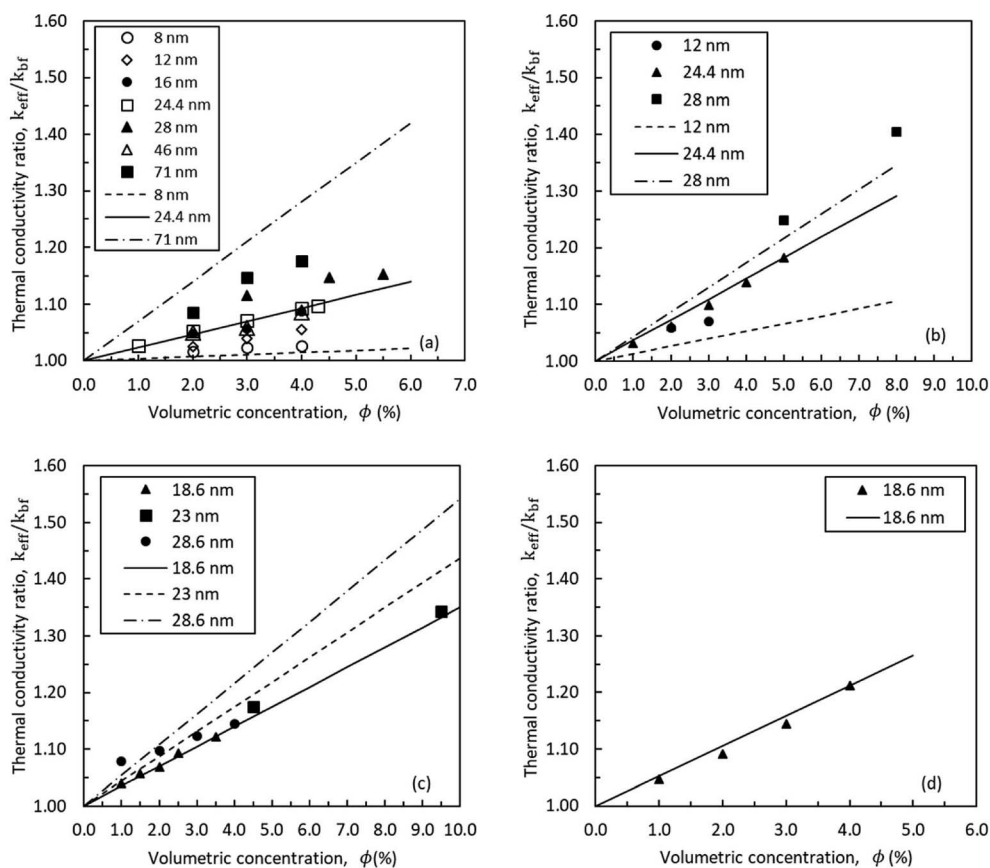 Thermal conductivity ratio, k_eff/k_bf
1.60
1.50
1.40
1.30
1.20
1.10
1.00
8 nm
12 nm
16 nm
24.4 nm
28 nm
46 nm
71 nm
8 nm
24.4 nm
71 nm
(a)
0.0 1.0 2.0 3.0 4.0 5.0 6.0 7.0
Volumetric concentration, ϕ (%)
Thermal conductivity ratio, k_eff/k_bf
1.60
1.50
1.40
1.30
1.20
1.10
1.00
12 nm
24.4 nm
28 nm
12 nm
24.4 nm
28 nm
(b)
0.0 1.0 2.0 3.0 4.0 5.0 6.0 7.0 8.0 9.0 10.0
Volumetric concentration, ϕ (%)
Thermal conductivity ratio, k_eff/k_bf
1.60
1.50
1.40
1.30
1.20
1.10
1.00
18.6 nm
23 nm
28.6 nm
18.6 nm
23 nm
28.6 nm
(c)
0.0 1.0 2.0 3.0 4.0 5.0 6.0 7.0 8.0 9.0 10.0
Volumetric concentration, ϕ (%)
Thermal conductivity ratio, k_eff/k_bf
1.60
1.50
1.40
1.30
1.20
1.10
1.00
18.6 nm
18.6 nm
(d)
0.0 1.0 2.0 3.0 4.0 5.0 6.0
Volumetric concentration, ϕ (%)